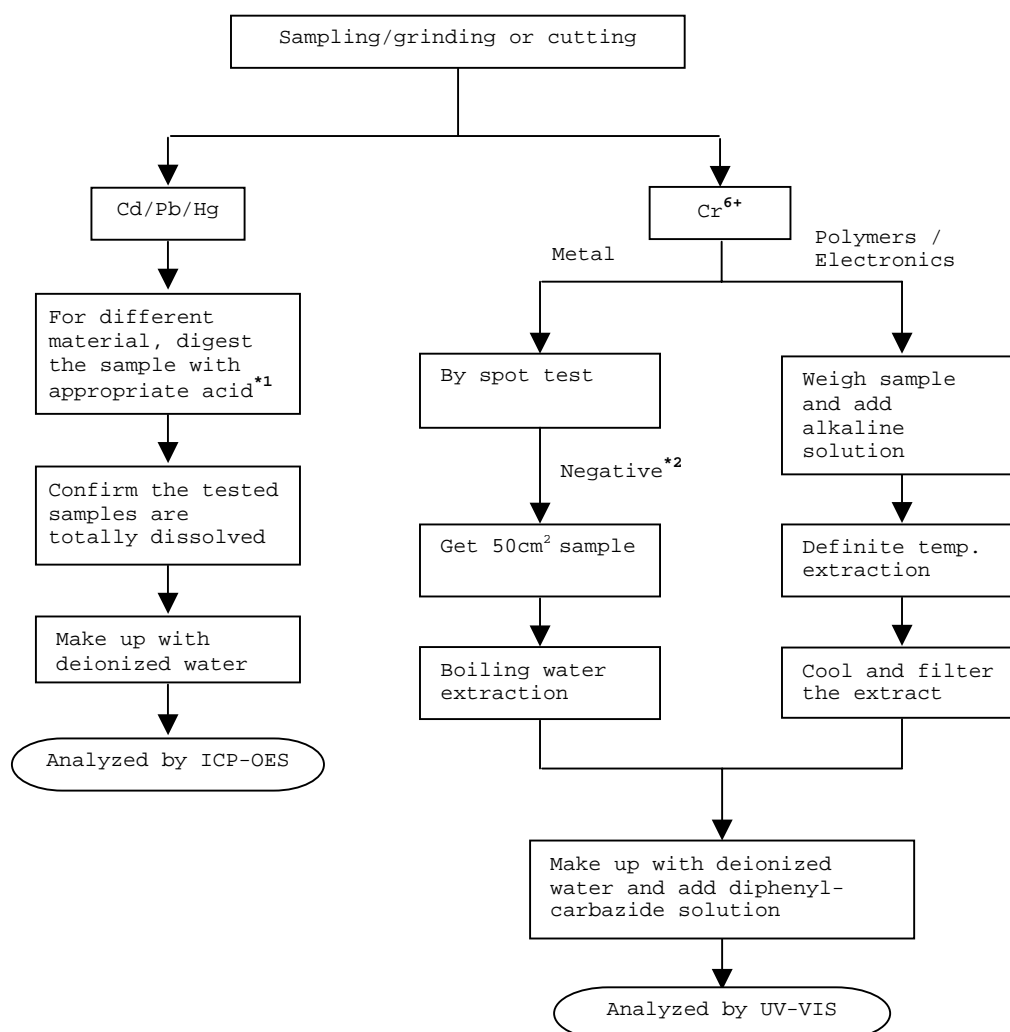 Sampling/grinding or cutting
Cd/Pb/Hg
For different
material, digest
the sample with
appropriate acid*1
Confirm the tested
samples are
totally dissolved
Make up with
deionized water
Analyzed by ICP-OES
Cr6+
Metal
Polymers /
Electronics
By spot test
Negative*2
Get 50cm2 sample
Boiling water
extraction
Weigh sample
and add
alkaline
solution
Definite temp.
extraction
Cool and filter
the extract
Make up with deionized
water and add diphenyl-
carbazide solution
Analyzed by UV-VIS